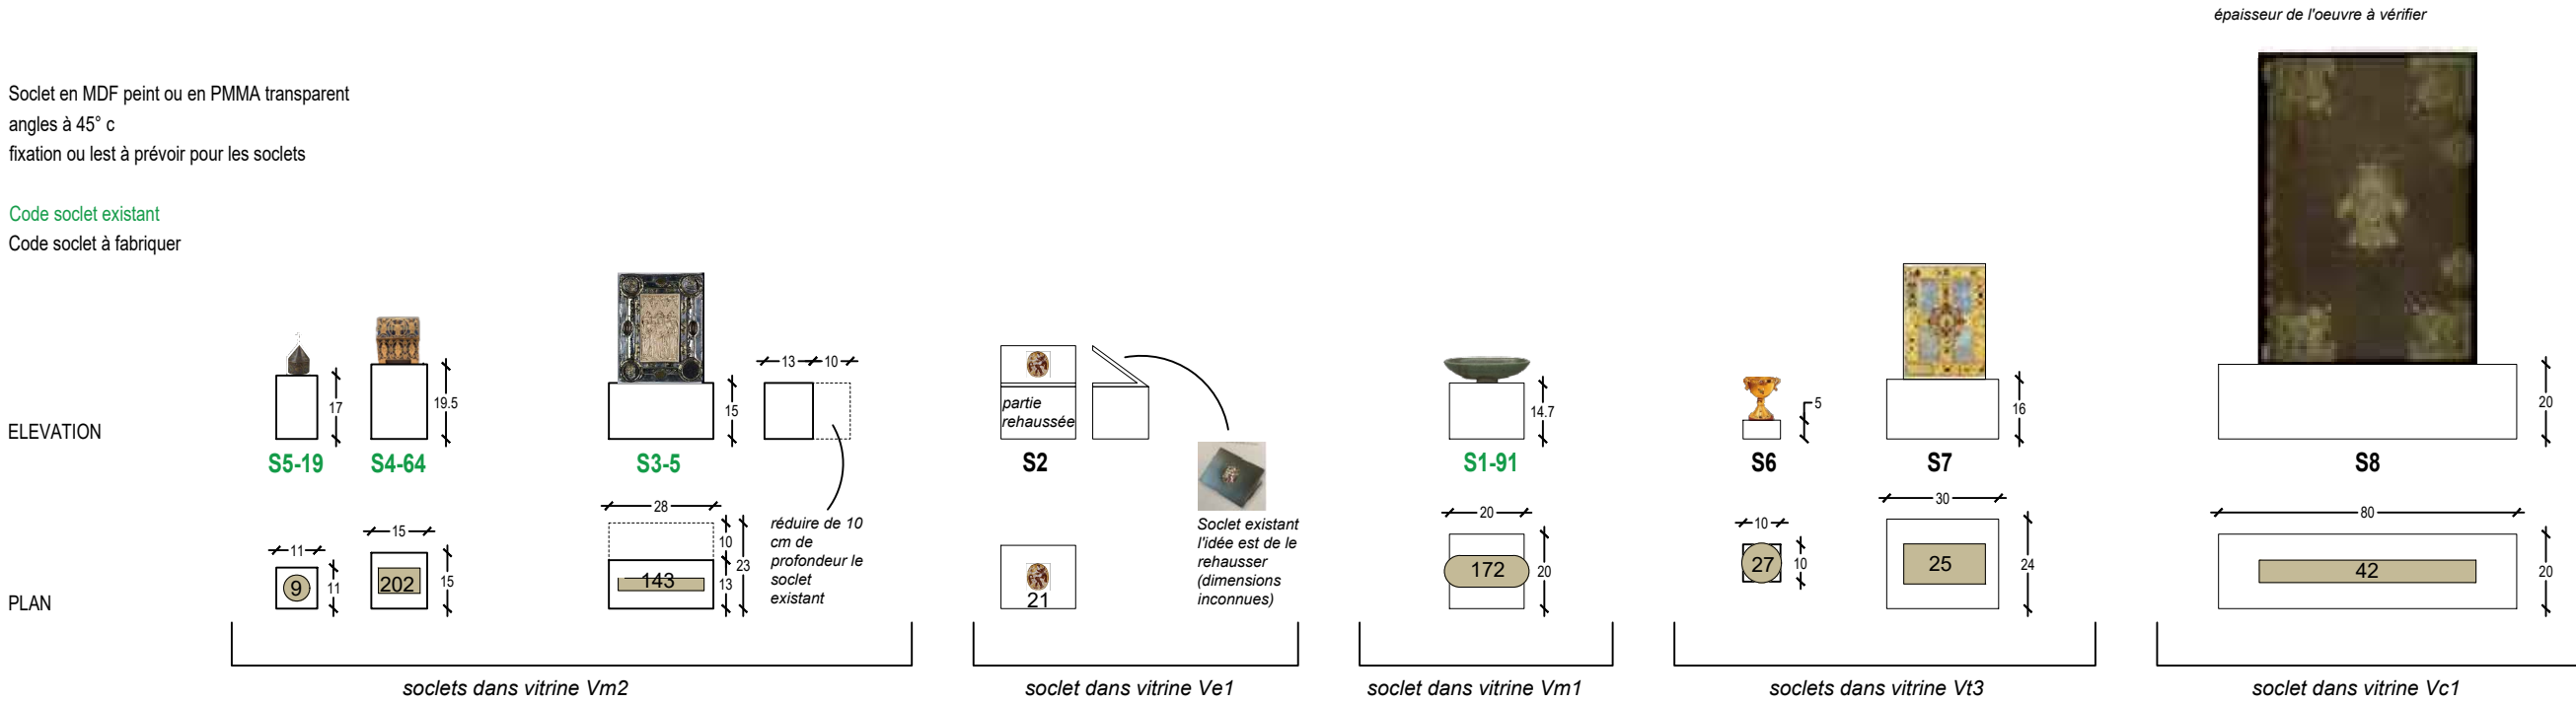 épaisseur de l'oeuvre à vérifier
Soclet en MDF peint ou en PMMA transparent
angles à 45° c
fixation ou lest à prévoir pour les soclets
Code soclet existant
Code soclet à fabriquer
ELEVATION
17
19.5
15
13
10
partie
rehaussée
14.7
5
16
20
S5-19
S4-64
S3-5
S2
S1-91
S6
S7
S8
PLAN
11
9
11
15
202
15
28
143
10
13
23
réduire de 10
cm de
profondeur le
soclet
existant
21
Soclet existant
l'idée est de le
rehausser
(dimensions
inconnues)
20
172
20
10
27
10
30
25
24
80
42
20
soclets dans vitrine Vm2
soclet dans vitrine Ve1
soclet dans vitrine Vm1
soclets dans vitrine Vt3
soclet dans vitrine Vc1